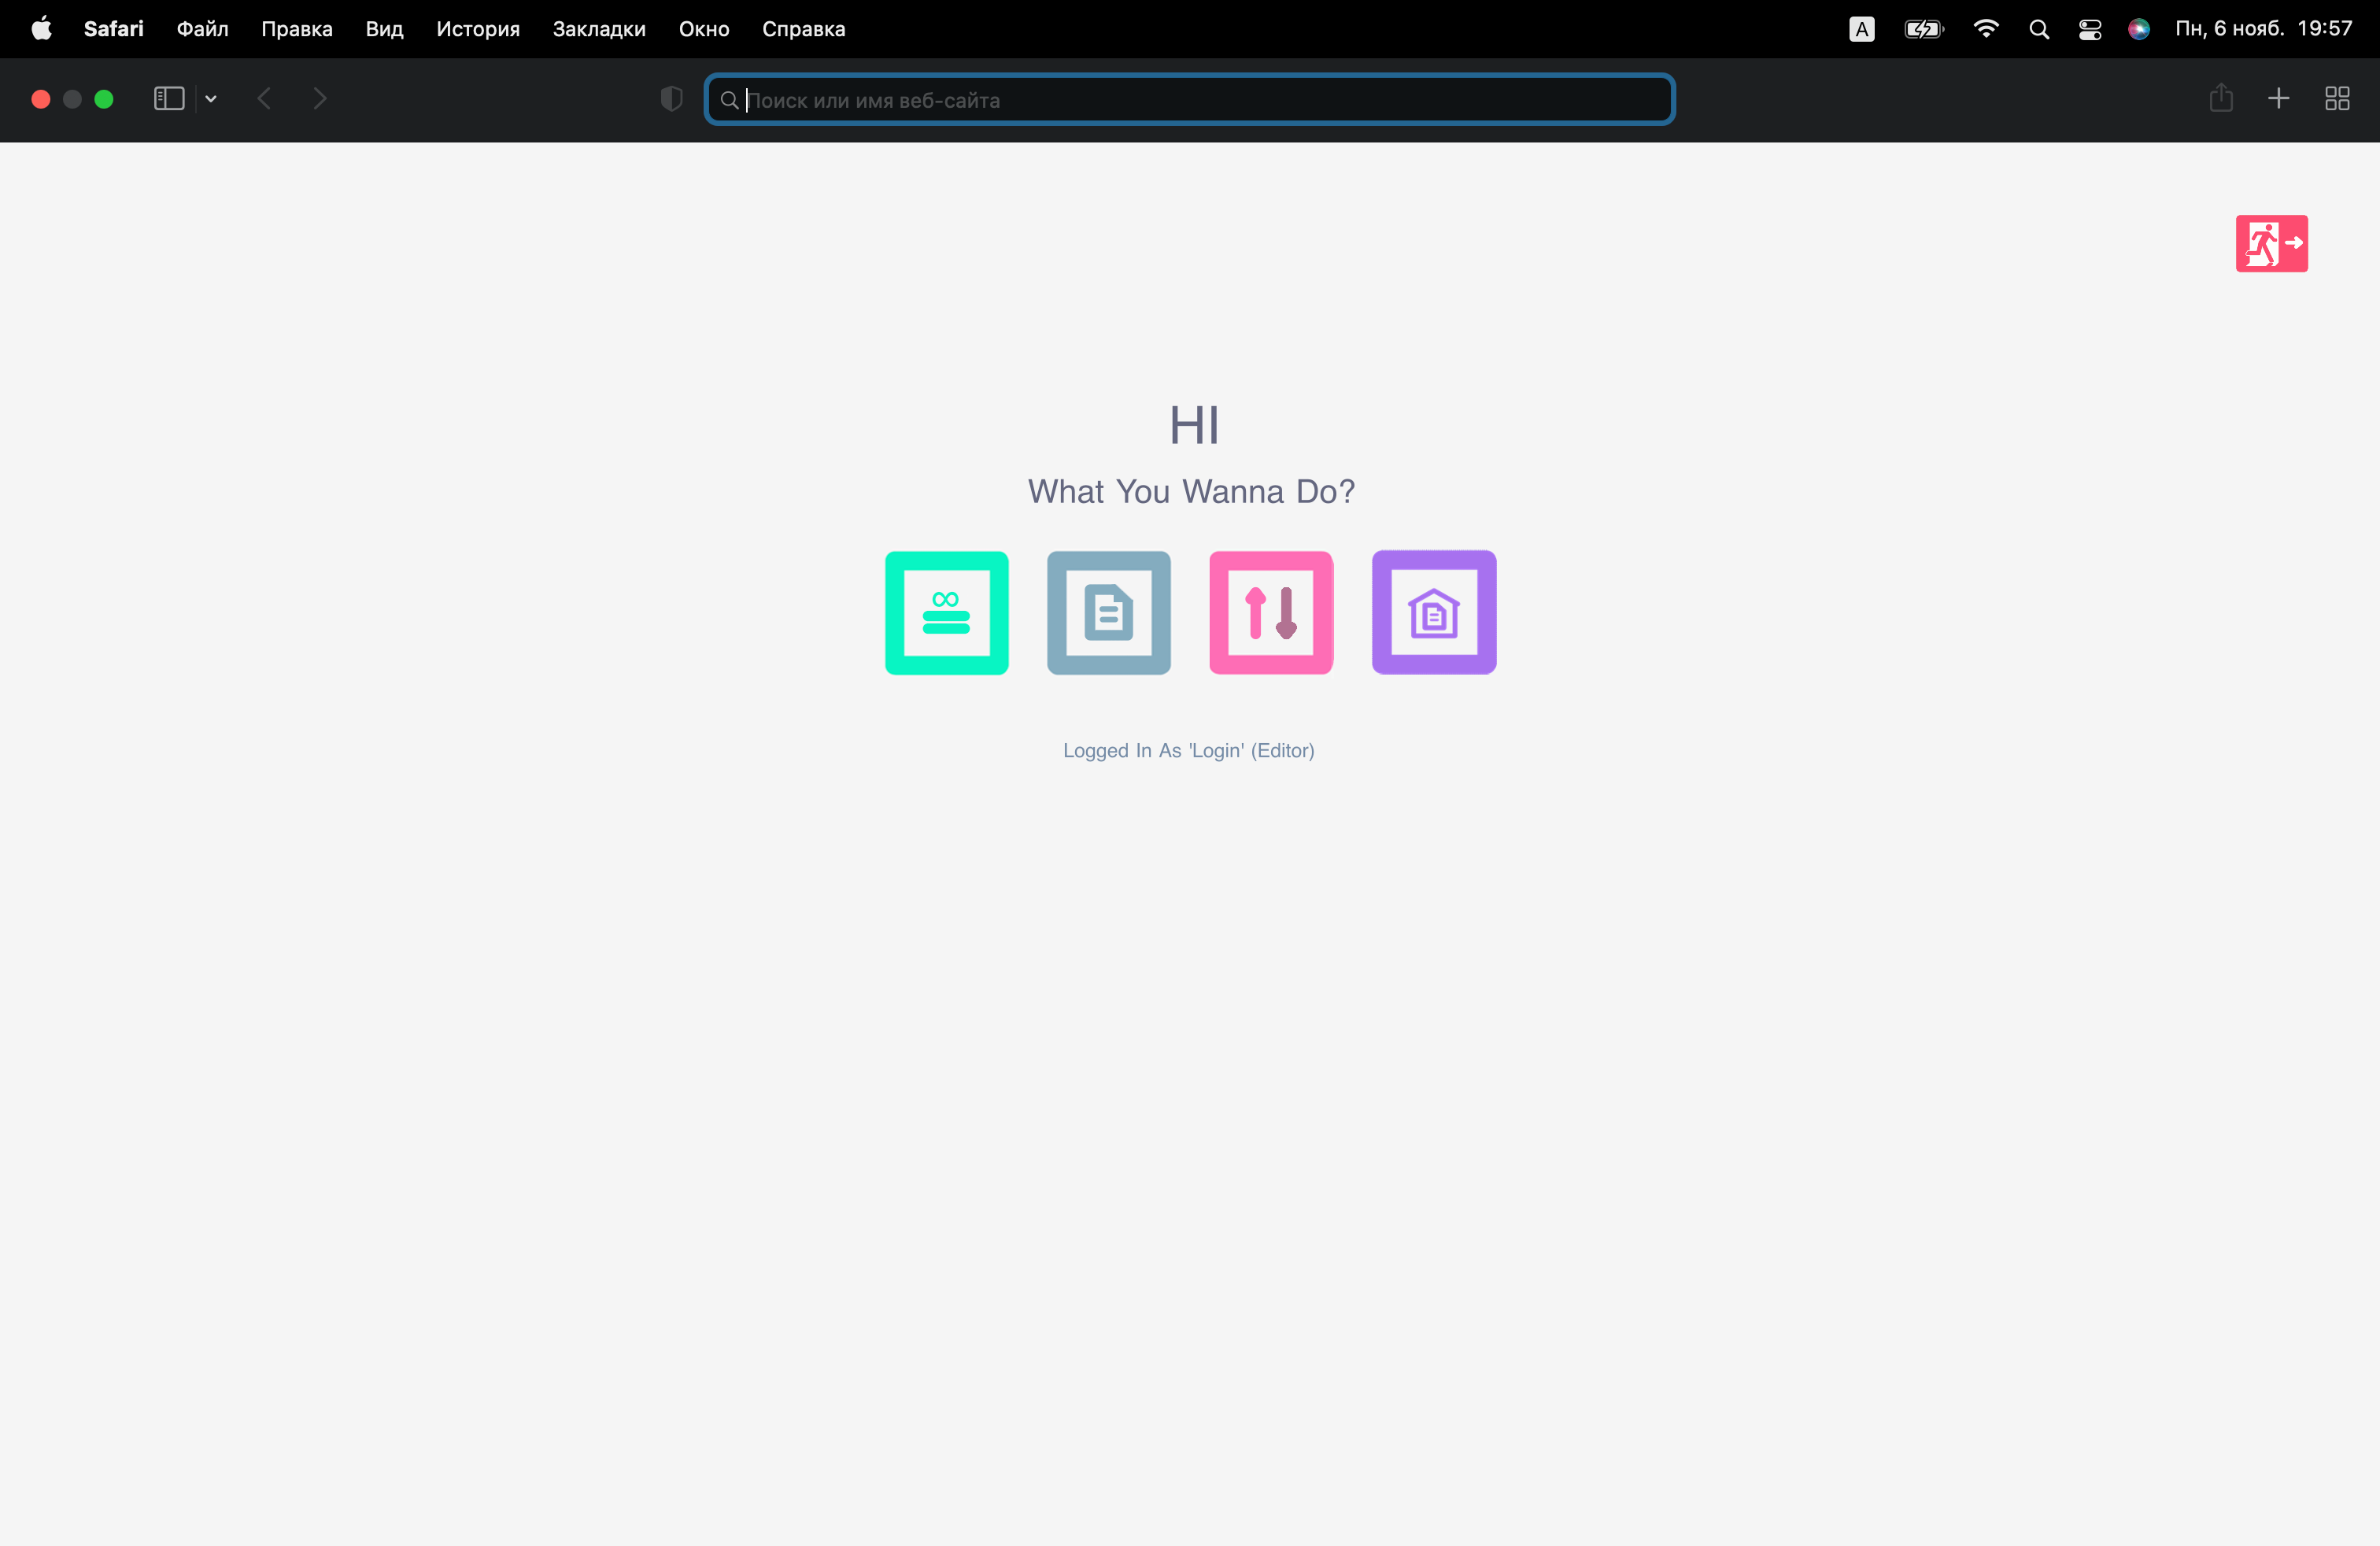 Safari Файл Правка Вид История Закладки Окно Справка A Пн, 6 нояб. 19:57
Поиск или имя веб-сайта
HI
What You Wanna Do?
Logged In As 'Login' (Editor)